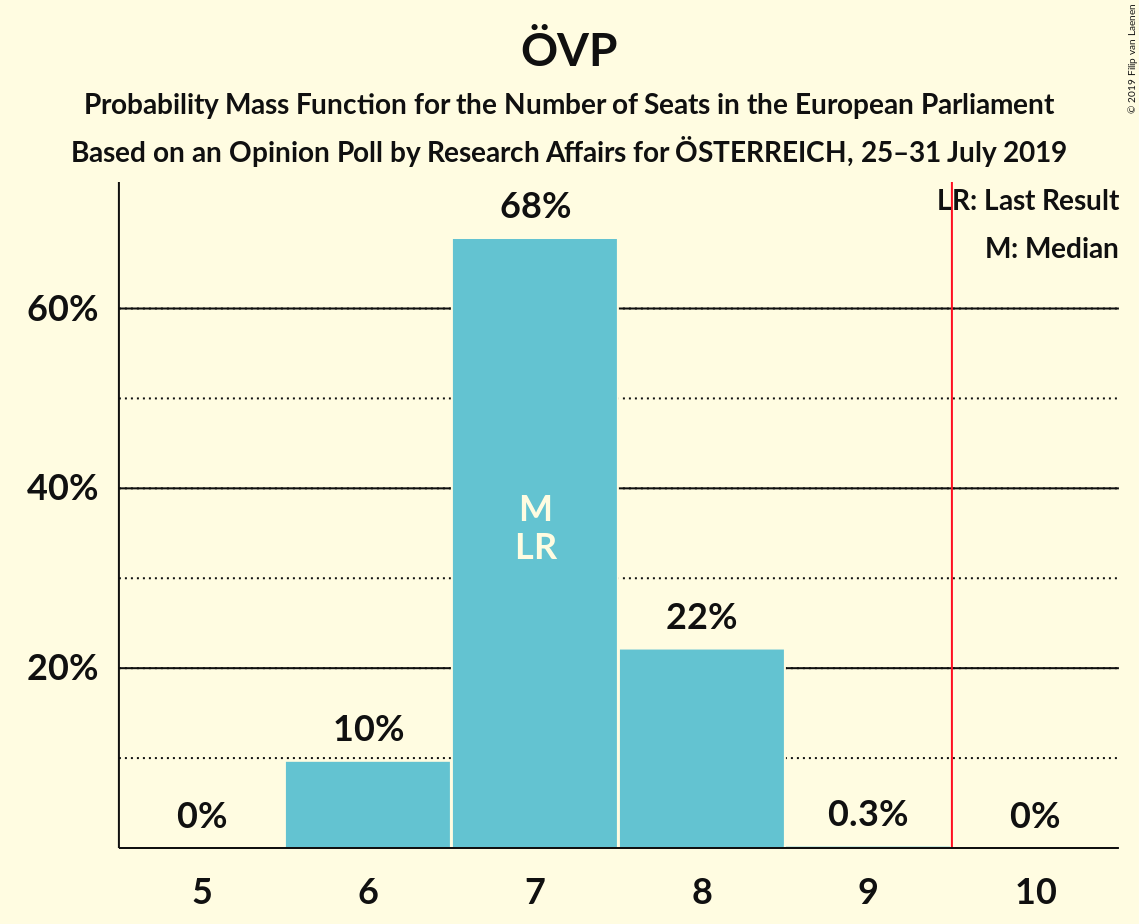 ÖVP
Probability Mass Function for the Number of Seats in the European Parliament
Based on an Opinion Poll by Research Affairs for ÖSTERREICH, 25–31 July 2019
© 2019 Filip van Laenen
LR: Last Result
M: Median
68%
60%
40%
M
LR
22%
20%
10%
0%
0.3%
0%
5
6
7
8
9
10